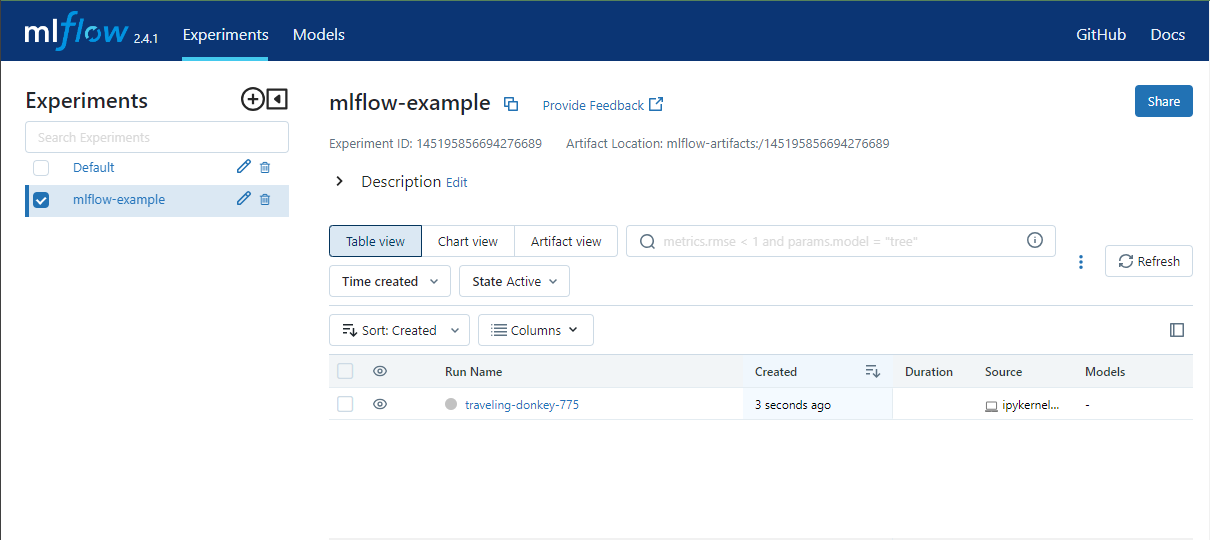 mlflow 2.4.1 Experiments Models GitHub Docs
Experiments
Search Experiments
Default
mlflow-example
mlflow-example Provide Feedback Share
Experiment ID: 145195856694276689 Artifact Location: mlflow-artifacts:/145195856694276689
Description Edit
Table view Chart view Artifact view metrics.rmse < 1 and params.model = "tree"
Refresh
Time created State Active
Sort: Created Columns
Run Name Created Duration Source Models
traveling-donkey-775 3 seconds ago ipykernel... -